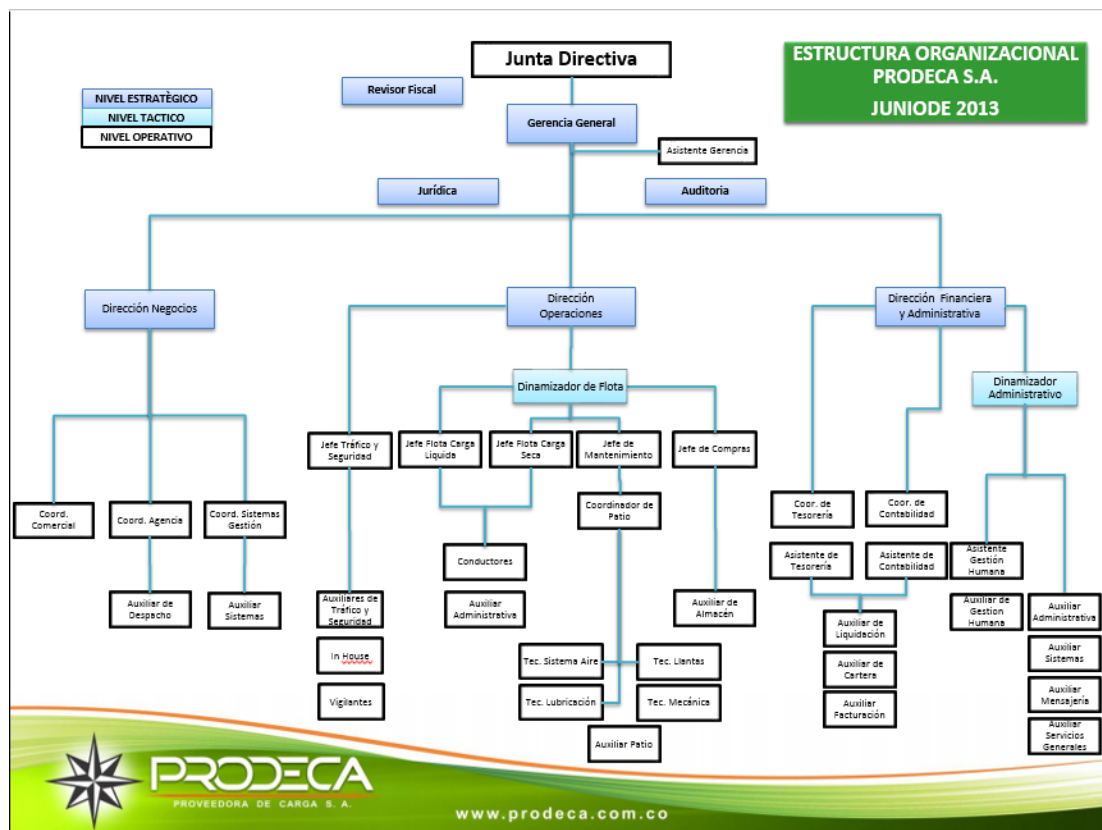 Junta Directiva
ESTRUCTURA ORGANIZACIONAL
PRODECA S.A.
JUNIODE 2013
Revisor Fiscal
NIVEL ESTRATÈGICO
NIVEL TACTICO
NIVEL OPERATIVO
Gerencia General
Asistente Gerencia
Jurídica
Auditoria
Dirección Negocios
Dirección
Operaciones
Dirección Financiera
y Administrativa
Dinamizador de Flota
Dinamizador
Administrativo
Jefe Tráfico y
Seguridad
Jefe Flota Carga
Liquida
Jefe Flota Carga
Seca
Jefe de
Mantenimiento
Jefe de Compras
Coord.
Comercial
Coord. Agencia
Coord. Sistemas
Gestión
Coordinador de
Patio
Coor. de
Tesorería
Coor. de
Contabilidad
Conductores
Asistente de
Tesorería
Asistente de
Contabilidad
Asistente
Gestión
Humana
Auxiliar de
Despacho
Auxiliar
Sistemas
Auxiliares de
Tráfico y
Seguridad
Auxiliar
Administrativa
Auxiliar de
Almacén
Auxiliar de
Liquidación
Auxiliar de
Gestion
Humana
Auxiliar
Administrativa
In House
Tec. Sistema Aire
Tec. Llantas
Auxiliar de
Cartera
Auxiliar
Sistemas
Vigilantes
Tec. Lubricación
Tec. Mecánica
Auxiliar
Facturación
Auxiliar
Mensajería
Auxiliar Patio
Auxiliar
Servicios
Generales
PRODECA
PROVEEDORA DE CARGA S. A.
www.prodeca.com.co